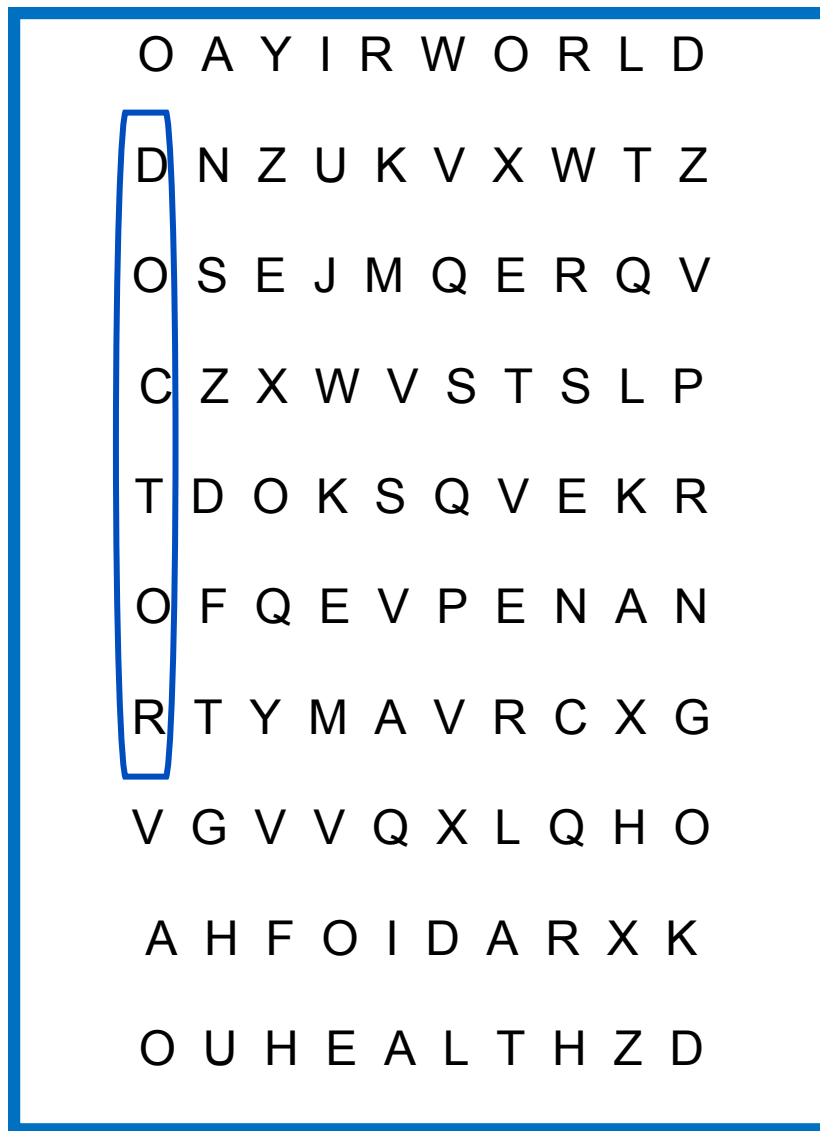 O A Y I R W O R L D
D N Z U K V X W T Z
O S E J M Q E R Q V
C Z X W V S T S L P
T D O K S Q V E K R
O F Q E V P E N A N
R T Y M A V R C X G
V G V V Q X L Q H O
A H F O I D A R X K
O U H E A L T H Z D